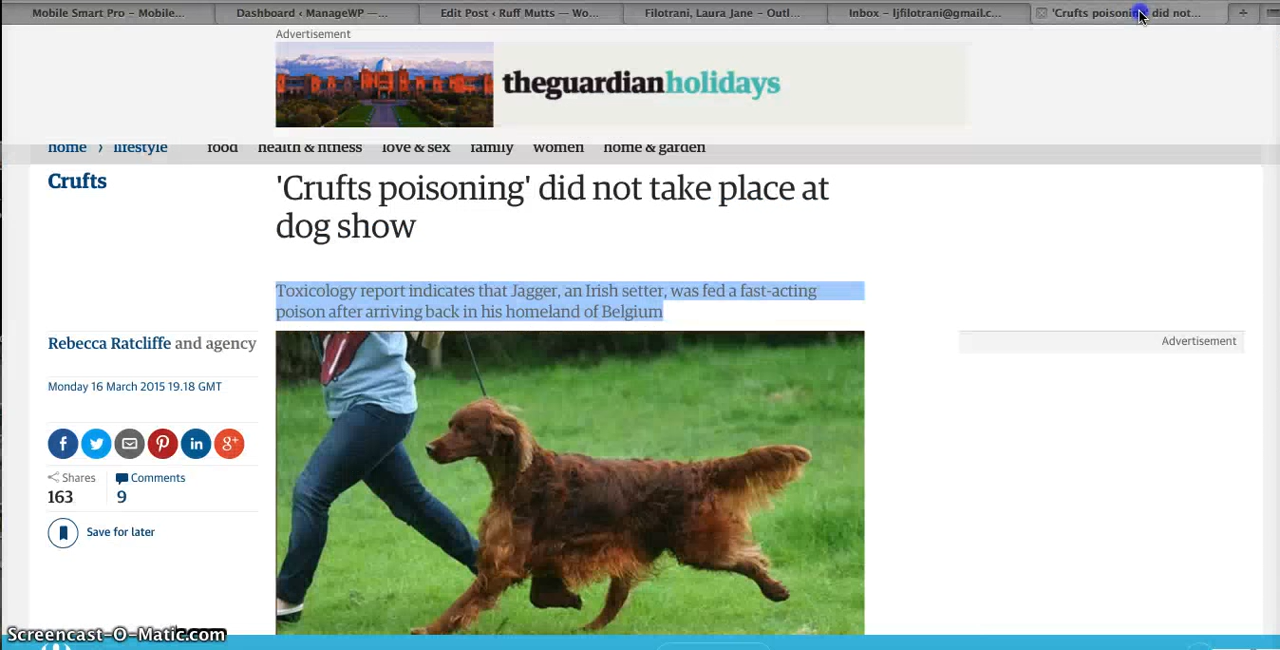 Mobile Smart Pro – Mobile...
Dashboard ‹ ManageWP —...
Edit Post ‹ Ruff Mutts — Wo...
Filotrani, Laura Jane – Outl...
Inbox – ljfilotrani@gmail.c...
'Crufts poisoning' did not...
+
Advertisement
theguardianholidays
home › lifestyle food health & fitness love & sex family women home & garden
Crufts
'Crufts poisoning' did not take place at
dog show
Toxicology report indicates that Jagger, an Irish setter, was fed a fast-acting
poison after arriving back in his homeland of Belgium
Rebecca Ratcliffe and agency
Advertisement
Monday 16 March 2015 19.18 GMT
Shares
163
Comments
9
Save for later
Screencast-O-Matic.com